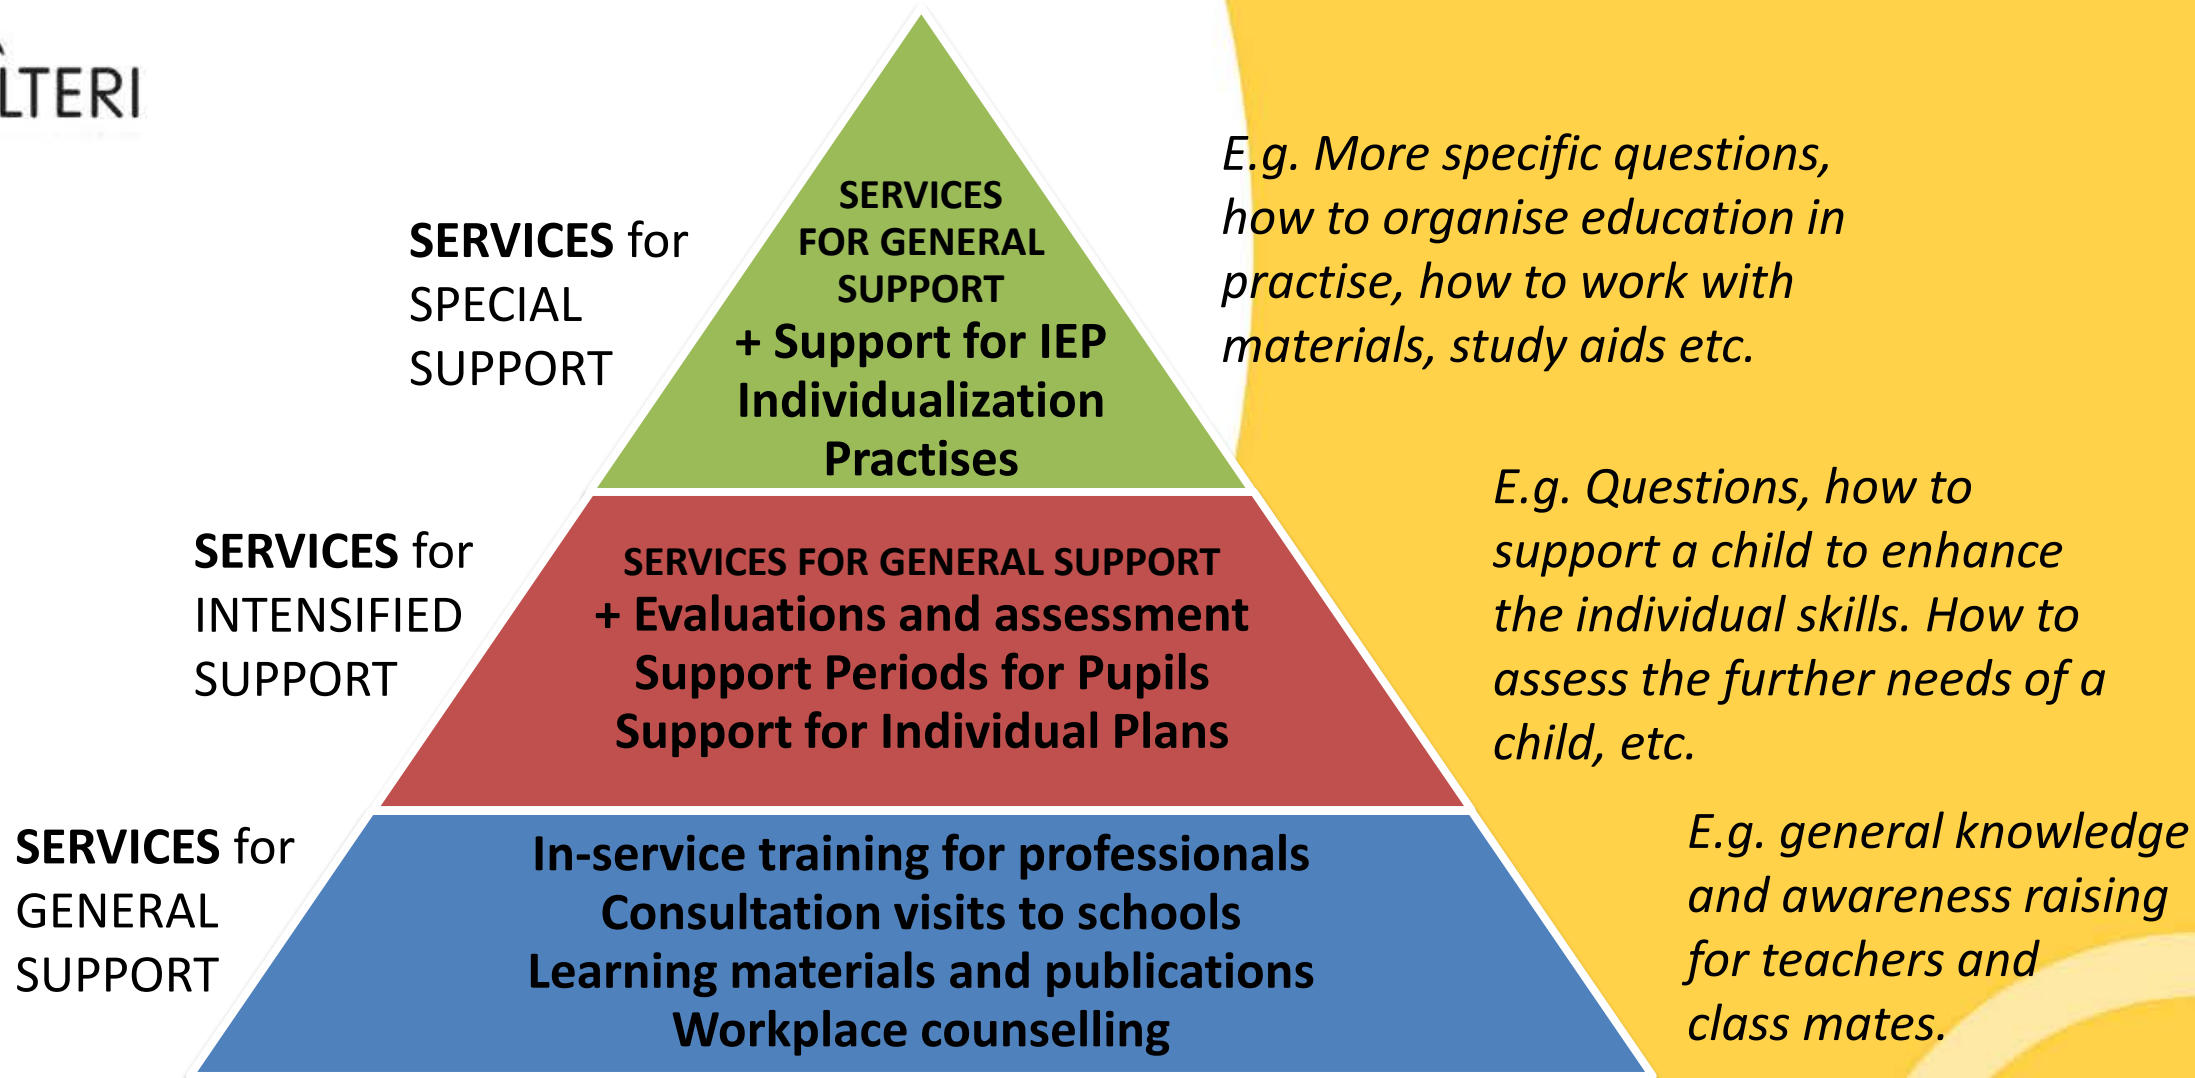 LTERI
SERVICES for
SPECIAL
SUPPORT
SERVICES
FOR GENERAL
SUPPORT
+ Support for IEP
Individualization
Practises
E.g. More specific questions,
how to organise education in
practise, how to work with
materials, study aids etc.
SERVICES for
INTENSIFIED
SUPPORT
SERVICES FOR GENERAL SUPPORT
+ Evaluations and assessment
Support Periods for Pupils
Support for Individual Plans
E.g. Questions, how to
support a child to enhance
the individual skills. How to
assess the further needs of a
child, etc.
SERVICES for
GENERAL
SUPPORT
In-service training for professionals
Consultation visits to schools
Learning materials and publications
Workplace counselling
E.g. general knowledge
and awareness raising
for teachers and
class mates.